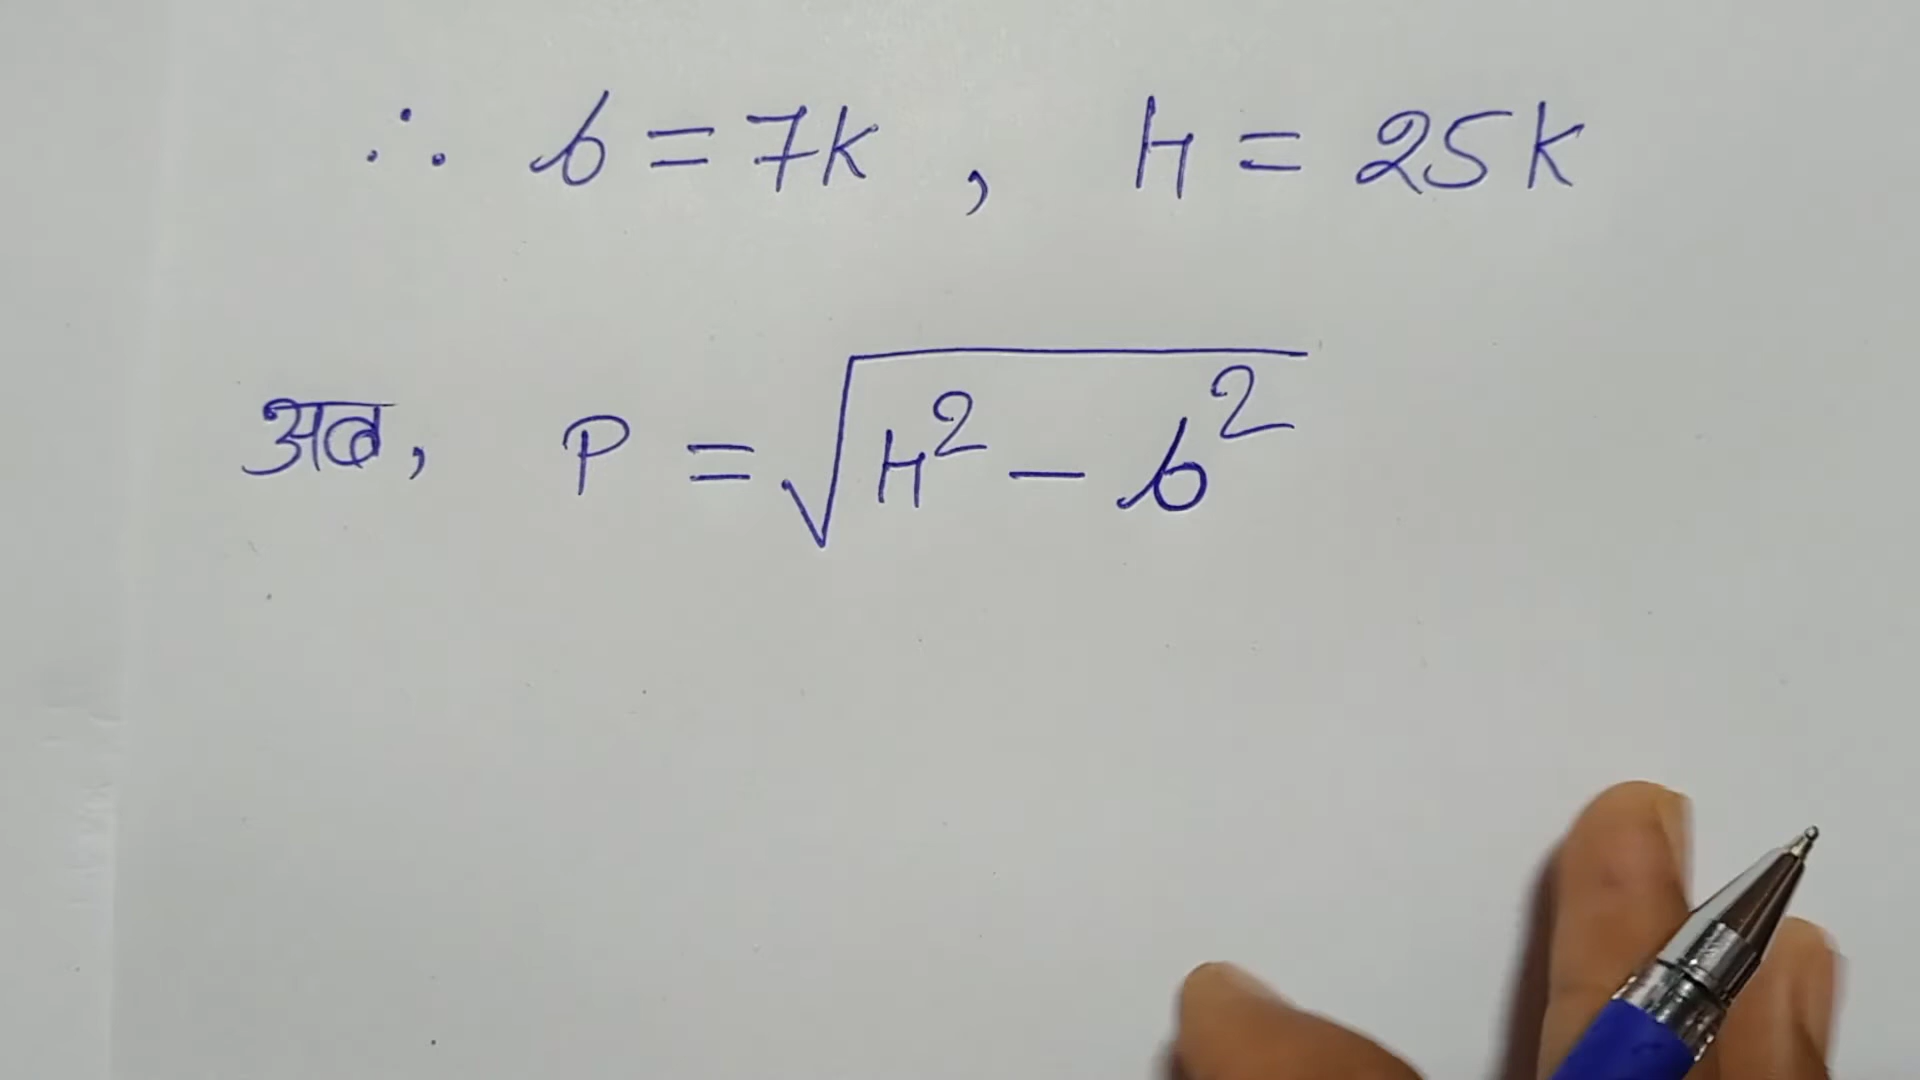 ∴ b = 7k , H = 25k
अब, P = √(H² − b²)